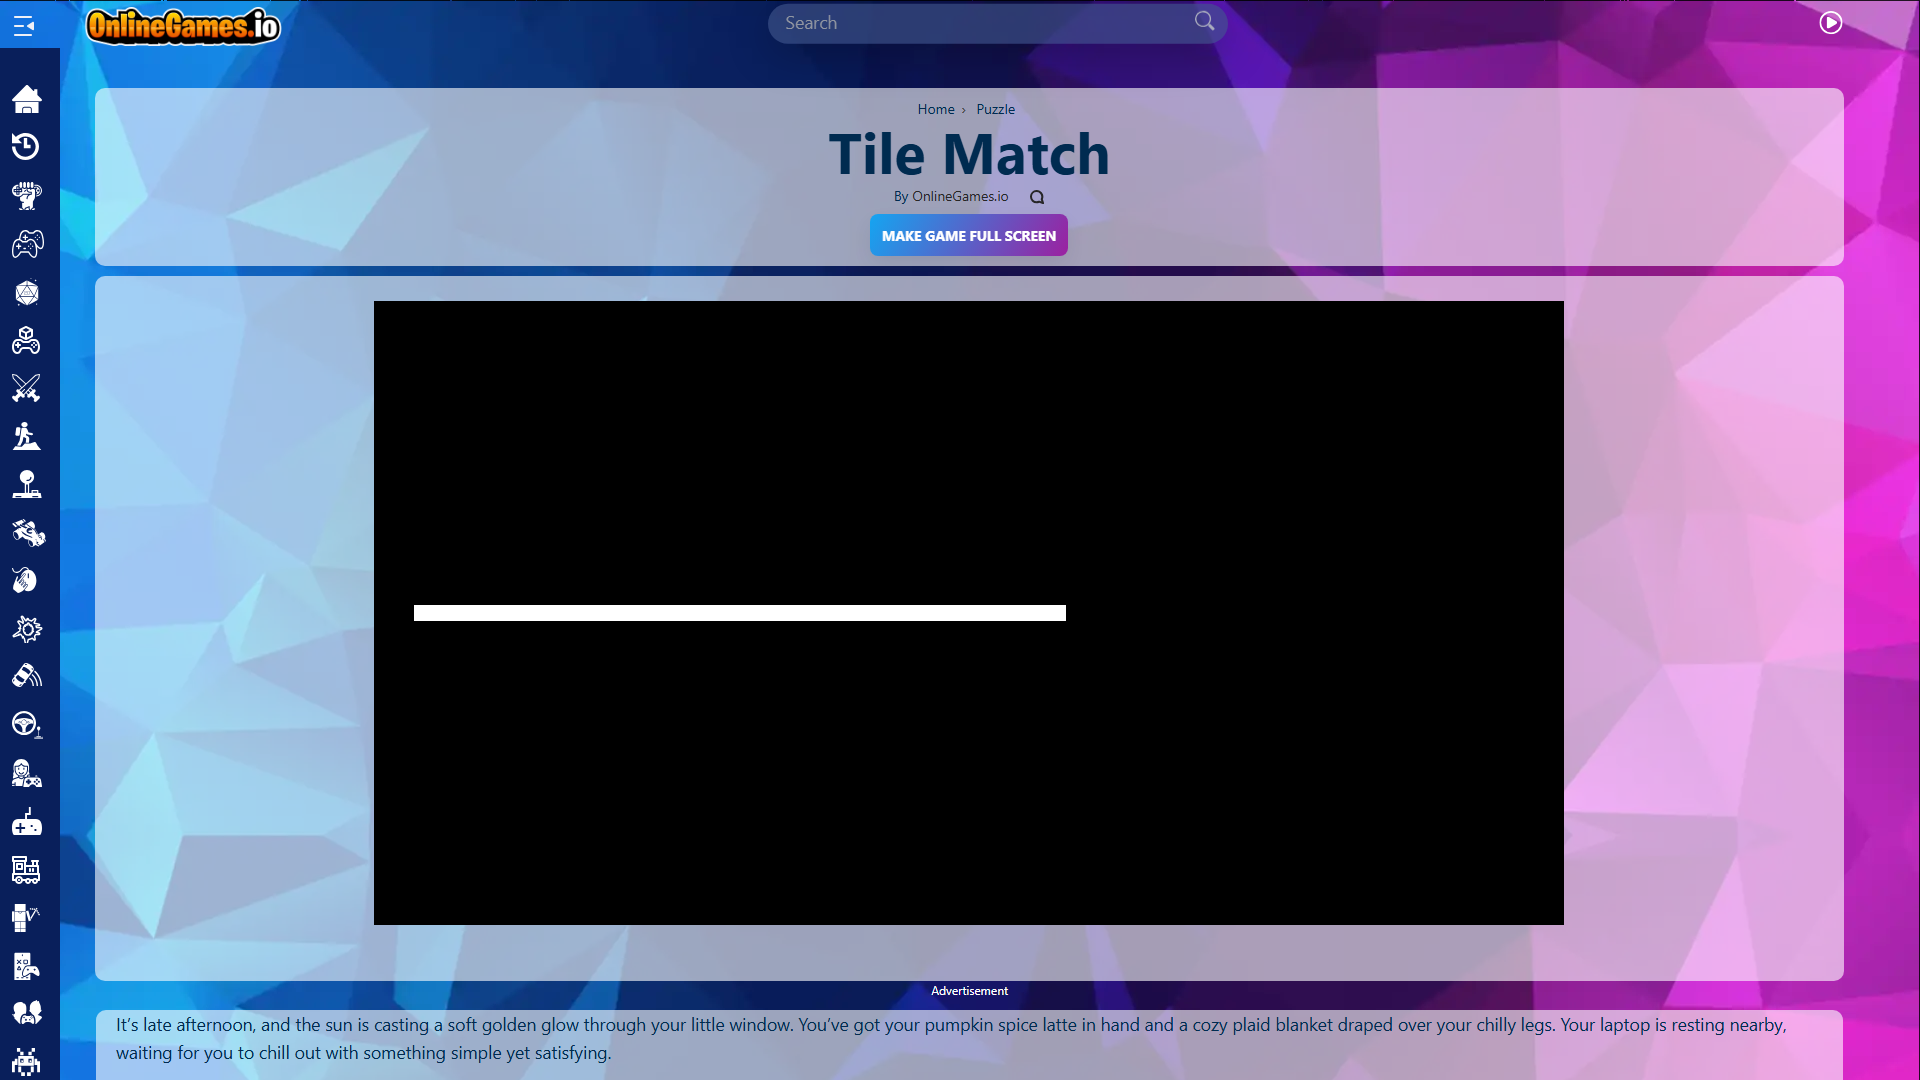 OnlineGames.io
Search
Home › Puzzle
Tile Match
By OnlineGames.io
MAKE GAME FULL SCREEN
Advertisement
It’s late afternoon, and the sun is casting a soft golden glow through your little window. You’ve got your pumpkin spice latte in hand and a cozy plaid blanket draped over your chilly legs. Your laptop is resting nearby,
waiting for you to chill out with something simple yet satisfying.